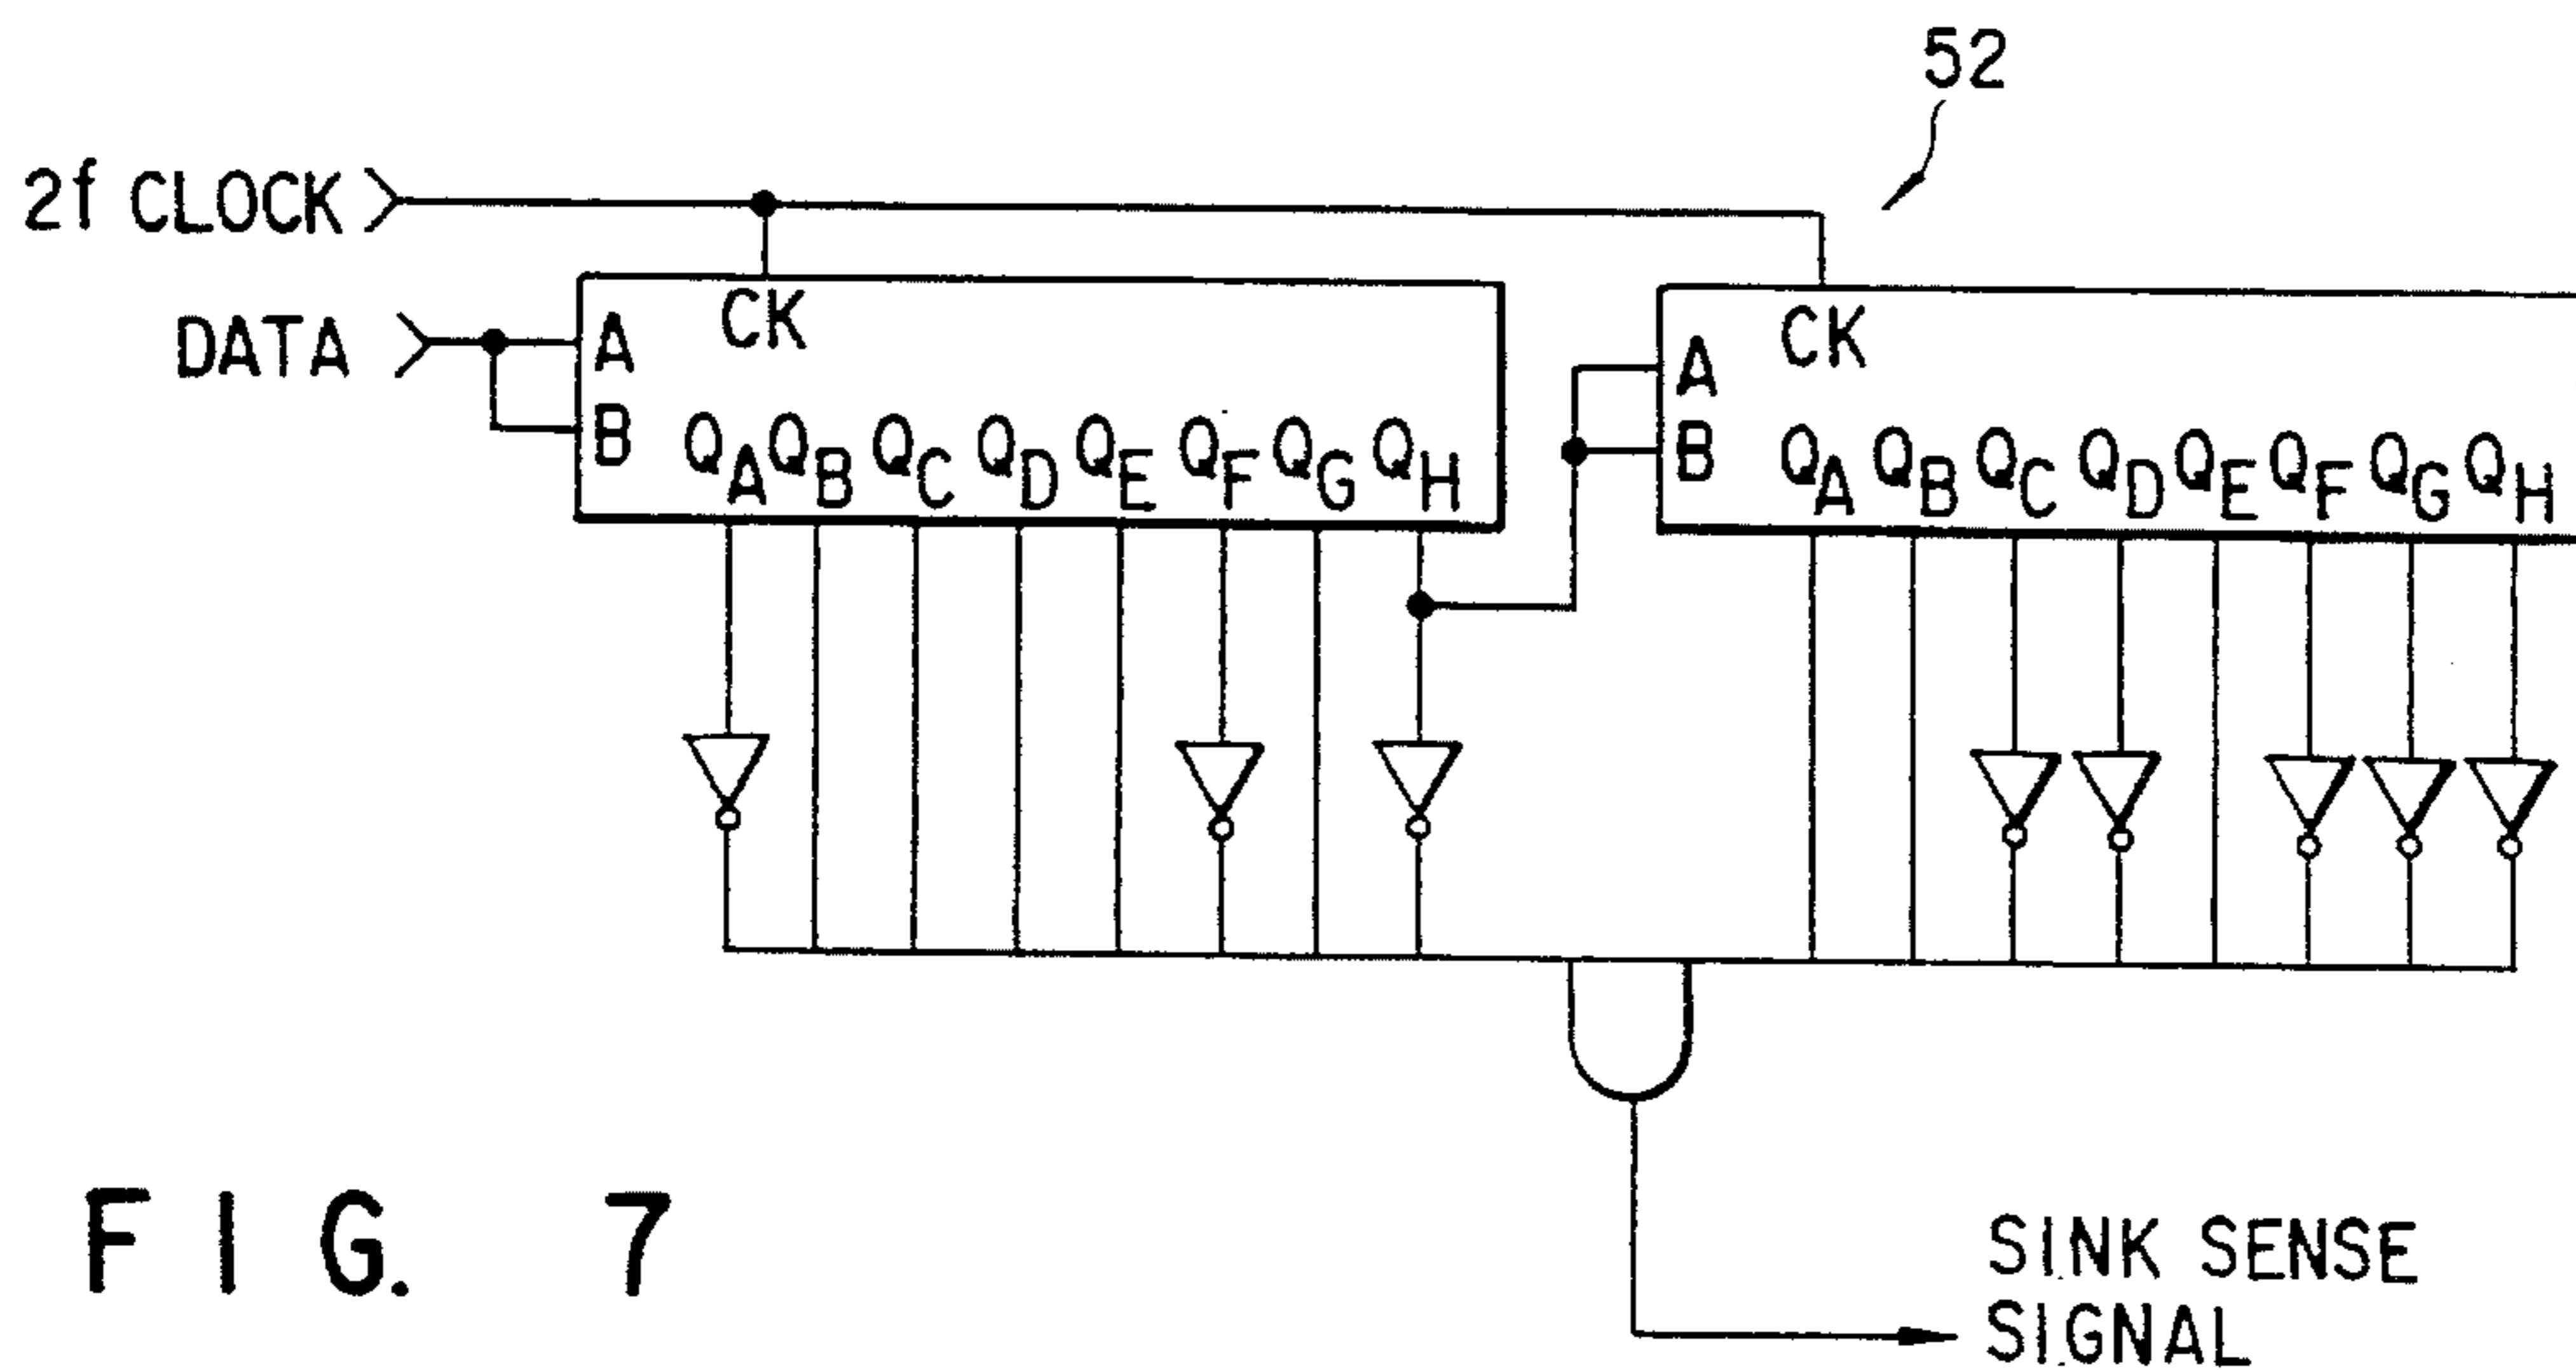 52
2f CLOCK
DATA
CK
A
B
QA QB QC QD QE QF QG QH
CK
A
B
QA QB QC QD QE QF QG QH
FIG. 7
SINK SENSE
SIGNAL